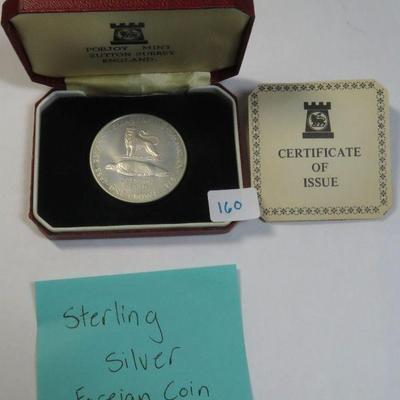 POBJOY MINT
SUTTON SURREY
ENGLAND.
CERTIFICATE
OF
ISSUE
160
Sterling
Silver
Foreign Coin